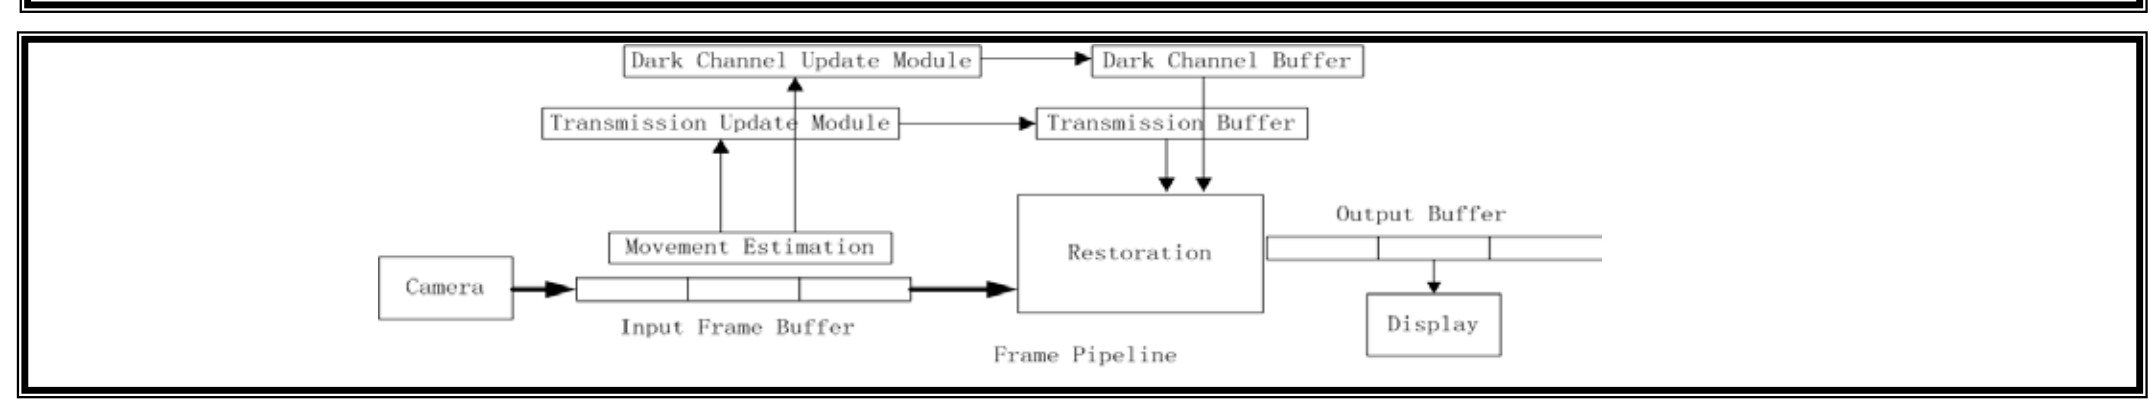 Dark Channel Update Module
Dark Channel Buffer
Transmission Update Module
Transmission Buffer
Output Buffer
Movement Estimation
Restoration
Camera
Input Frame Buffer
Display
Frame Pipeline